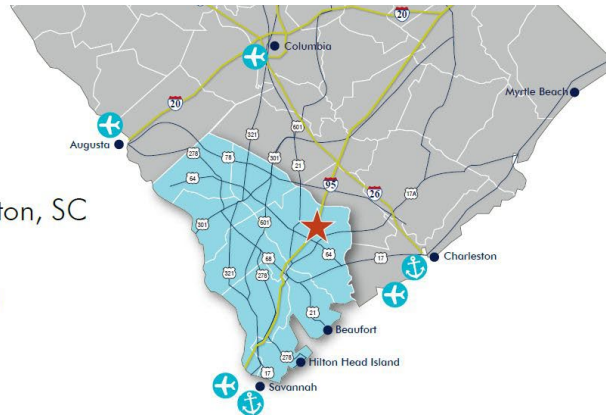 20
Columbia
Myrtle Beach
20
Augusta
321
601
278
78
301
21
64
95
26
17A
ton, SC
301
601
64
17
Charleston
68
321
278
21
Beaufort
278
Hilton Head Island
17
Savannah